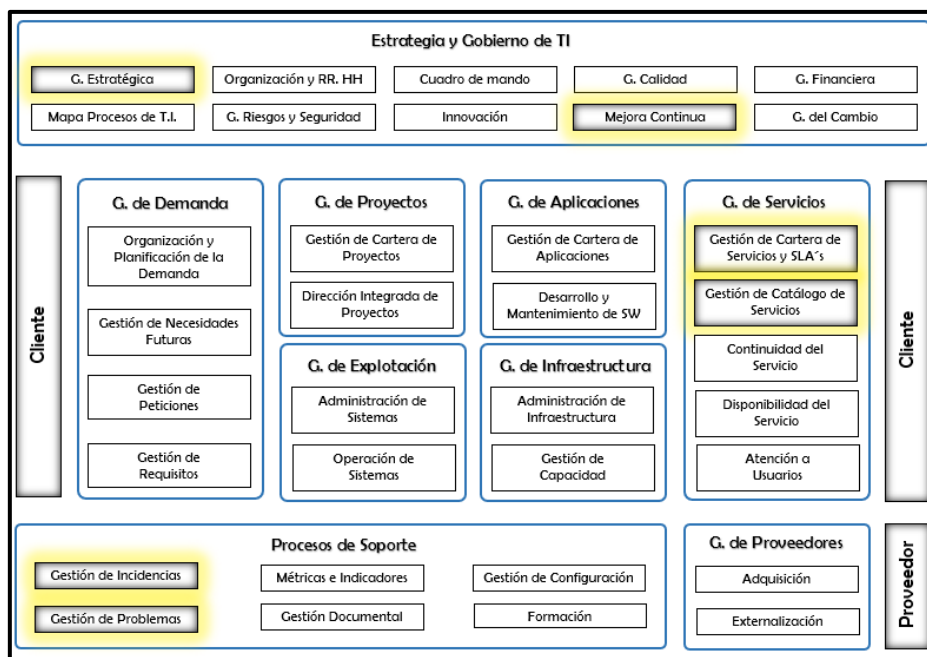 Estrategia y Gobierno de TI
G. Estratégica
Organización y RR. HH
Cuadro de mando
G. Calidad
G. Financiera
Mapa Procesos de T.I.
G. Riesgos y Seguridad
Innovación
Mejora Continua
G. del Cambio
Cliente
G. de Demanda
Organización y
Planificación de la
Demanda
Gestión de Necesidades
Futuras
Gestión de
Peticiones
Gestión de
Requisitos
G. de Proyectos
Gestión de Cartera de
Proyectos
Dirección Integrada de
Proyectos
G. de Aplicaciones
Gestión de Cartera de
Aplicaciones
Desarrollo y
Mantenimiento de SW
G. de Explotación
Administración de
Sistemas
Operación de
Sistemas
G. de Infraestructura
Administración de
Infraestructura
Gestión de
Capacidad
G. de Servicios
Gestión de Cartera de
Servicios y SLA´s
Gestión de Catálogo de
Servicios
Continuidad del
Servicio
Disponibilidad del
Servicio
Atención a
Usuarios
Cliente
Procesos de Soporte
Gestión de Incidencias
Métricas e Indicadores
Gestión de Configuración
Gestión de Problemas
Gestión Documental
Formación
G. de Proveedores
Adquisición
Externalización
Proveedor